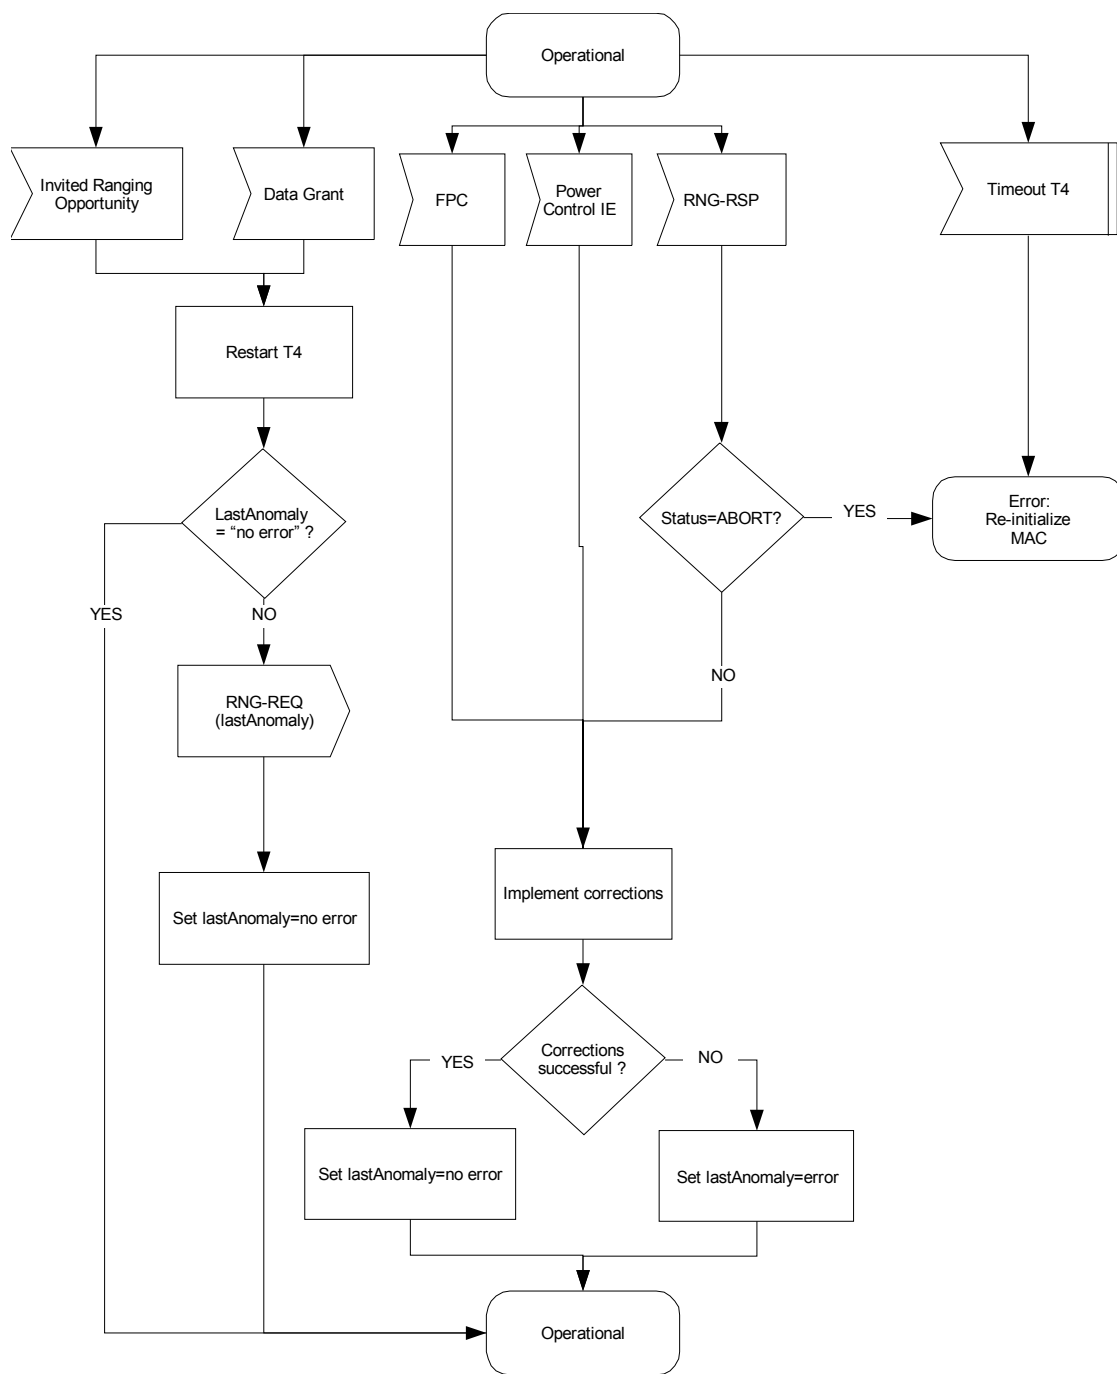 Operational
Invited Ranging
Opportunity
Data Grant
FPC
Power
Control IE
RNG-RSP
Timeout T4
Restart T4
LastAnomaly
= “no error” ?
Status=ABORT?
YES
Error:
Re-initialize
MAC
YES
NO
NO
RNG-REQ
(lastAnomaly)
Implement corrections
Set lastAnomaly=no error
Corrections
successful ?
YES
NO
Set lastAnomaly=no error
Set lastAnomaly=error
Operational